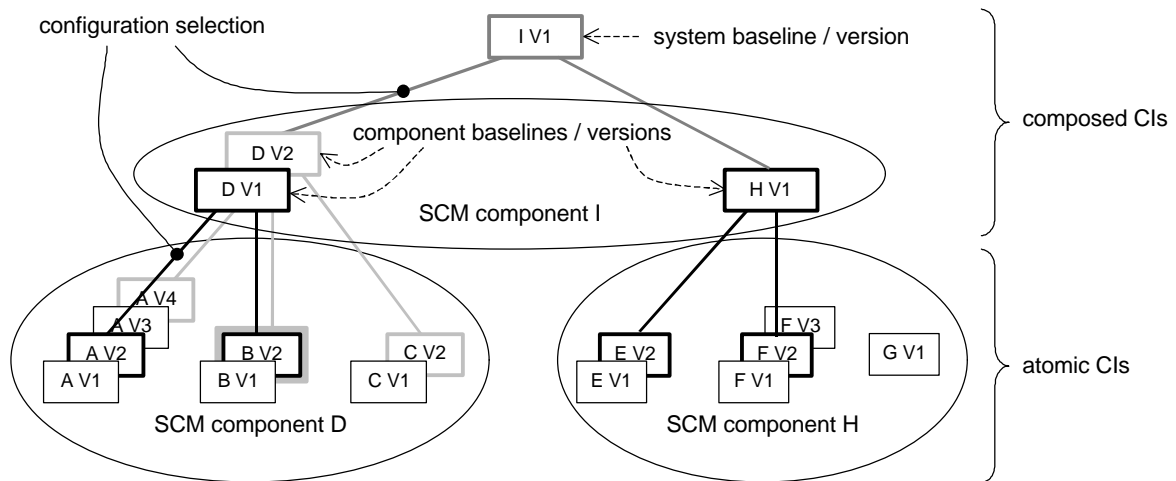 configuration selection
I V1
system baseline / version
composed CIs
component baselines / versions
D V2
D V1
H V1
SCM component I
A V4
A V3
F V3
A V2
B V2
C V2
E V2
F V2
G V1
A V1
B V1
C V1
E V1
F V1
atomic CIs
SCM component D
SCM component H